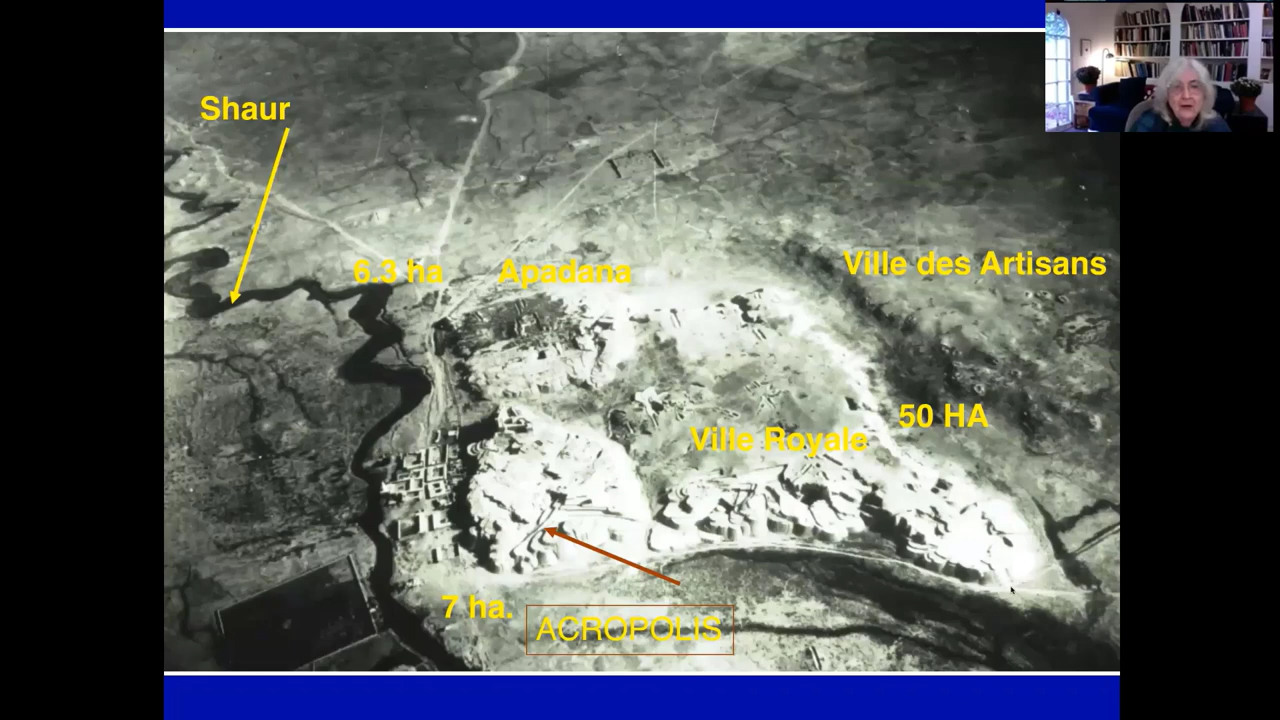 Shaur
6.3 ha
Apadana
Ville des Artisans
50 HA
Ville Royale
7 ha.
ACROPOLIS